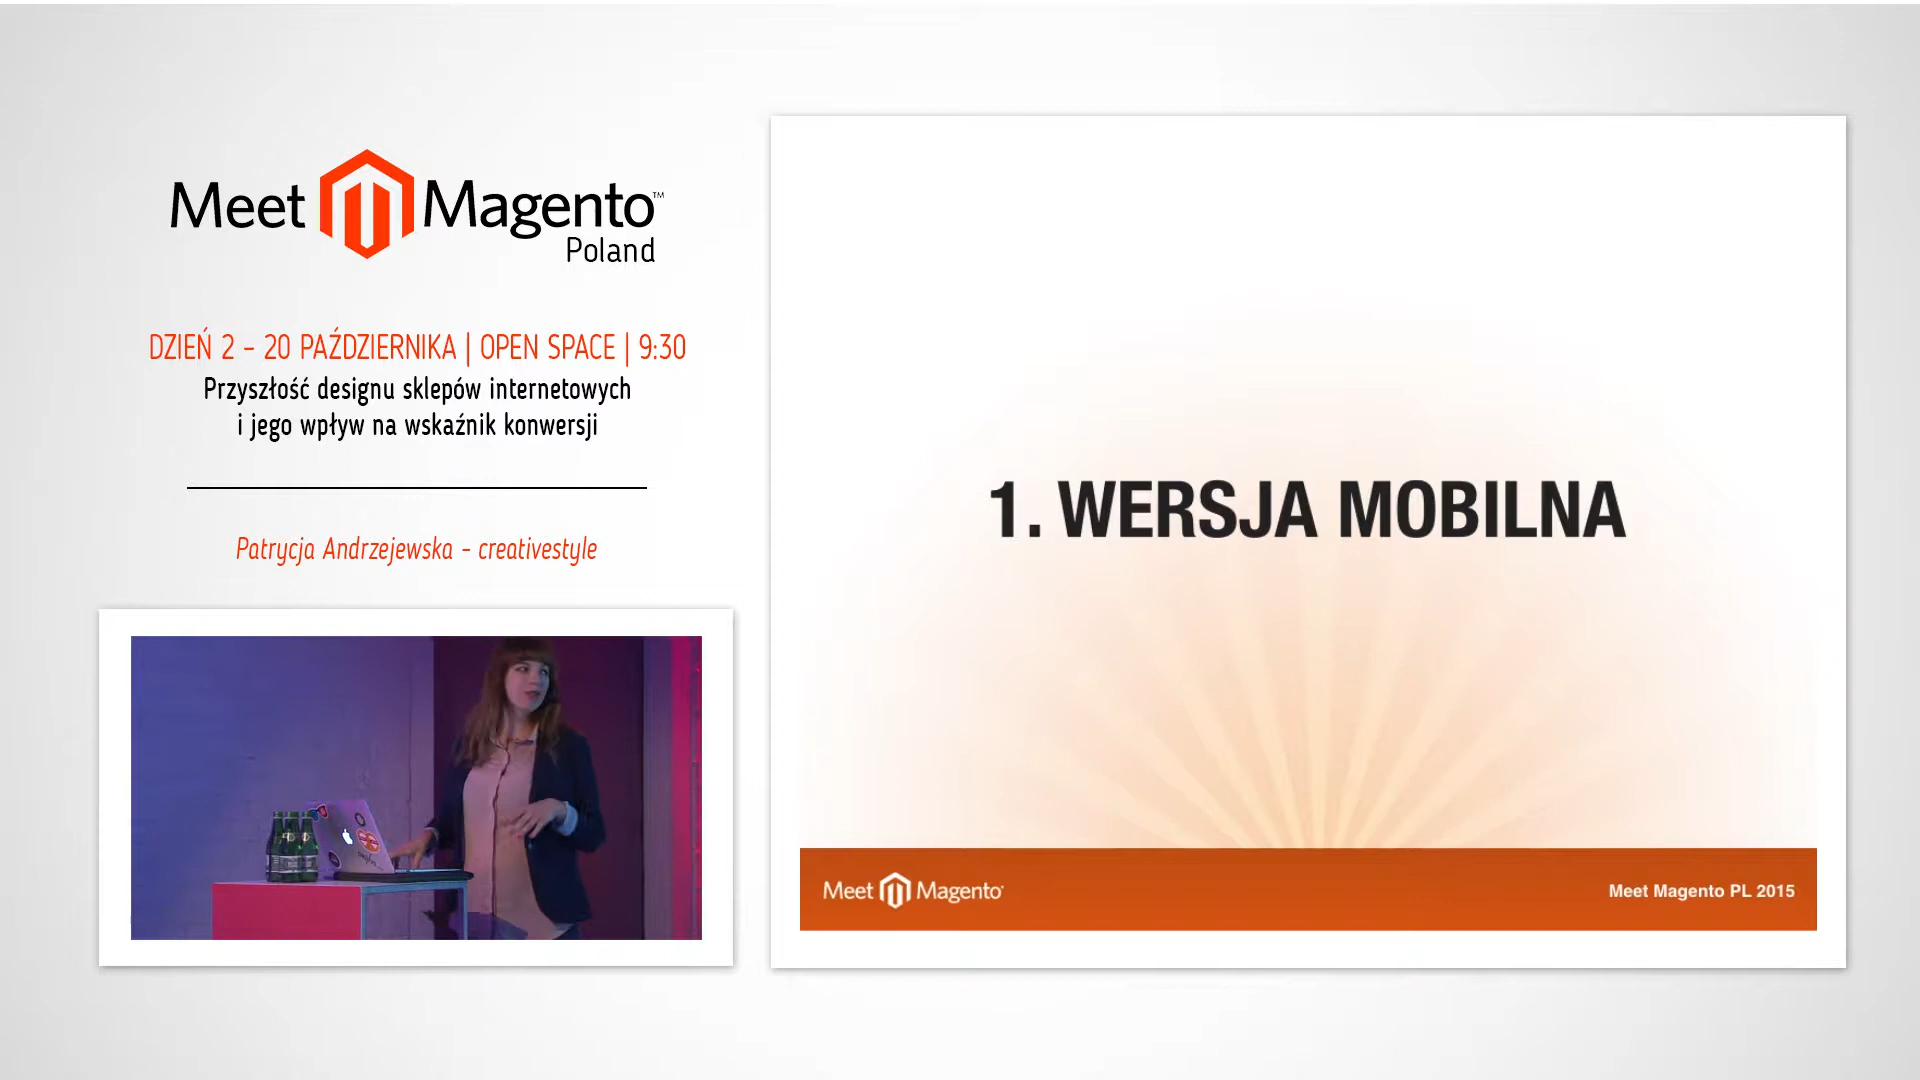 Meet Magento™
Poland
DZIEŃ 2 – 20 PAŹDZIERNIKA | OPEN SPACE | 9:30
Przyszłość designu sklepów internetowych
i jego wpływ na wskaźnik konwersji
Patrycja Andrzejewska - creativestyle
1. WERSJA MOBILNA
Meet Magento
Meet Magento PL 2015